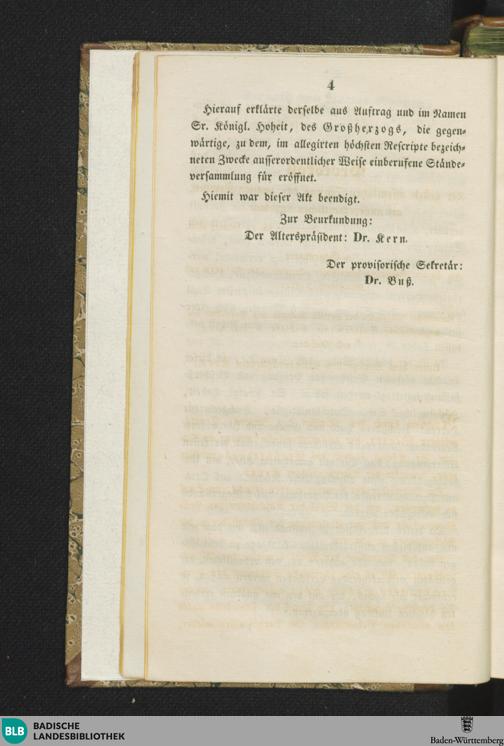 4
Hierauf erklärte derselbe aus Auftrag und im Namen
Sr. Königl. Hoheit, des Großherzogs, die gegen-
wärtige, zu dem, im allegirten höchsten Rescripte bezeich-
neten Zwecke ausserordentlicher Weise einberufene Stände-
versammlung für eröffnet.
Hiemit war dieser Akt beendigt.
Zur Beurkundung:
Der Alterspräsident: Dr. Kern.
Der provisorische Sekretär:
Dr. Buß.
BLB
BADISCHE
LANDESBIBLIOTHEK
Baden-Württemberg